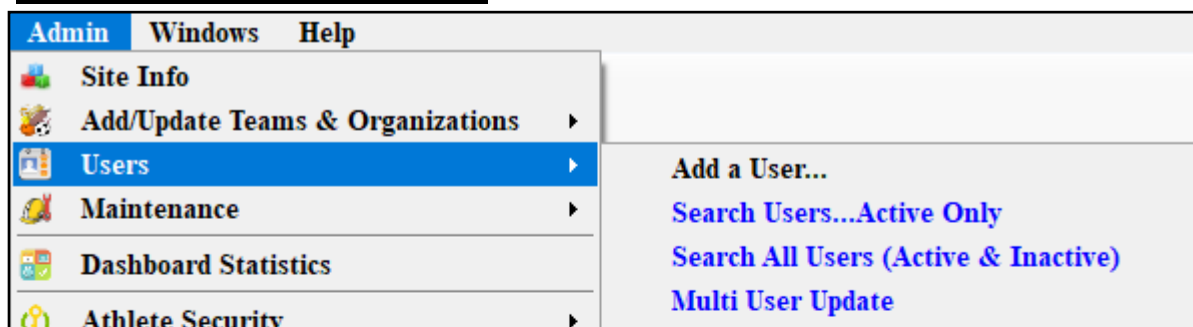 Admin Windows Help
Site Info
Add/Update Teams & Organizations
Users
Add a User...
Search Users...Active Only
Search All Users (Active & Inactive)
Multi User Update
Maintenance
Dashboard Statistics
Athlete Security